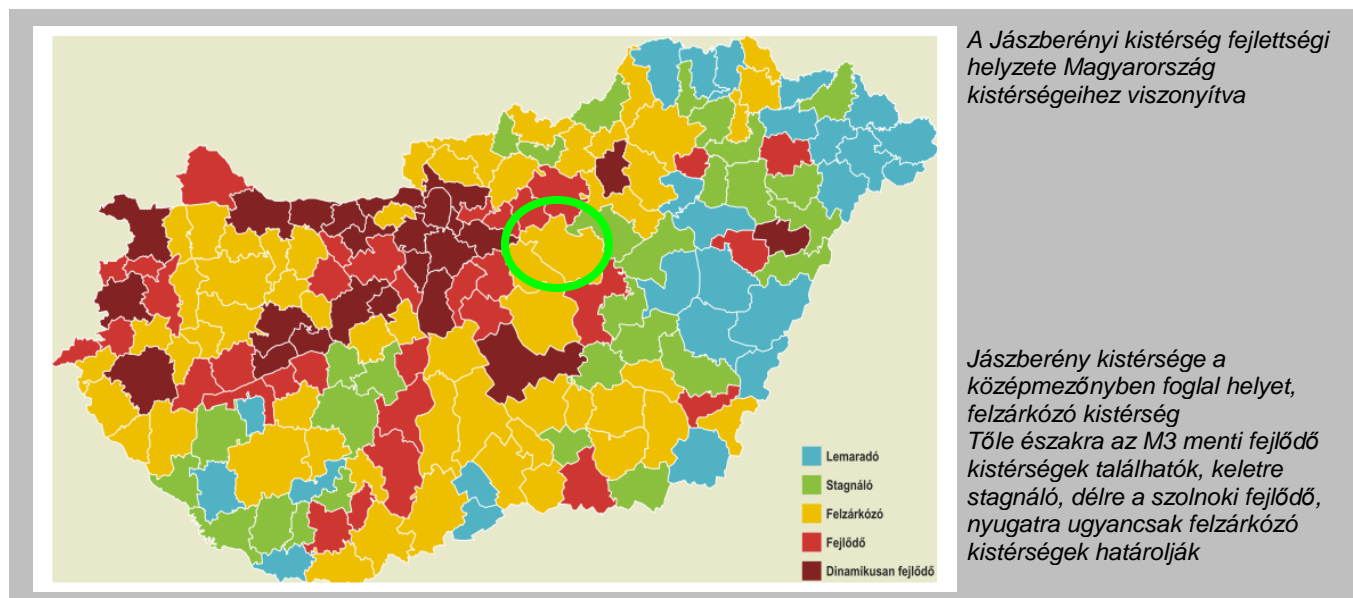 A Jászberényi kistérség fejlettségi
helyzete Magyarország
kistérségeihez viszonyítva
Jászberény kistérsége a
középmezőnyben foglal helyet,
felzárkózó kistérség
Tőle északra az M3 menti fejlődő
kistérségek találhatók, keletre
stagnáló, délre a szolnoki fejlődő,
nyugatra ugyancsak felzárkózó
kistérségek határolják
Lemaradó
Stagnáló
Felzárkózó
Fejlődő
Dinamikusan fejlődő